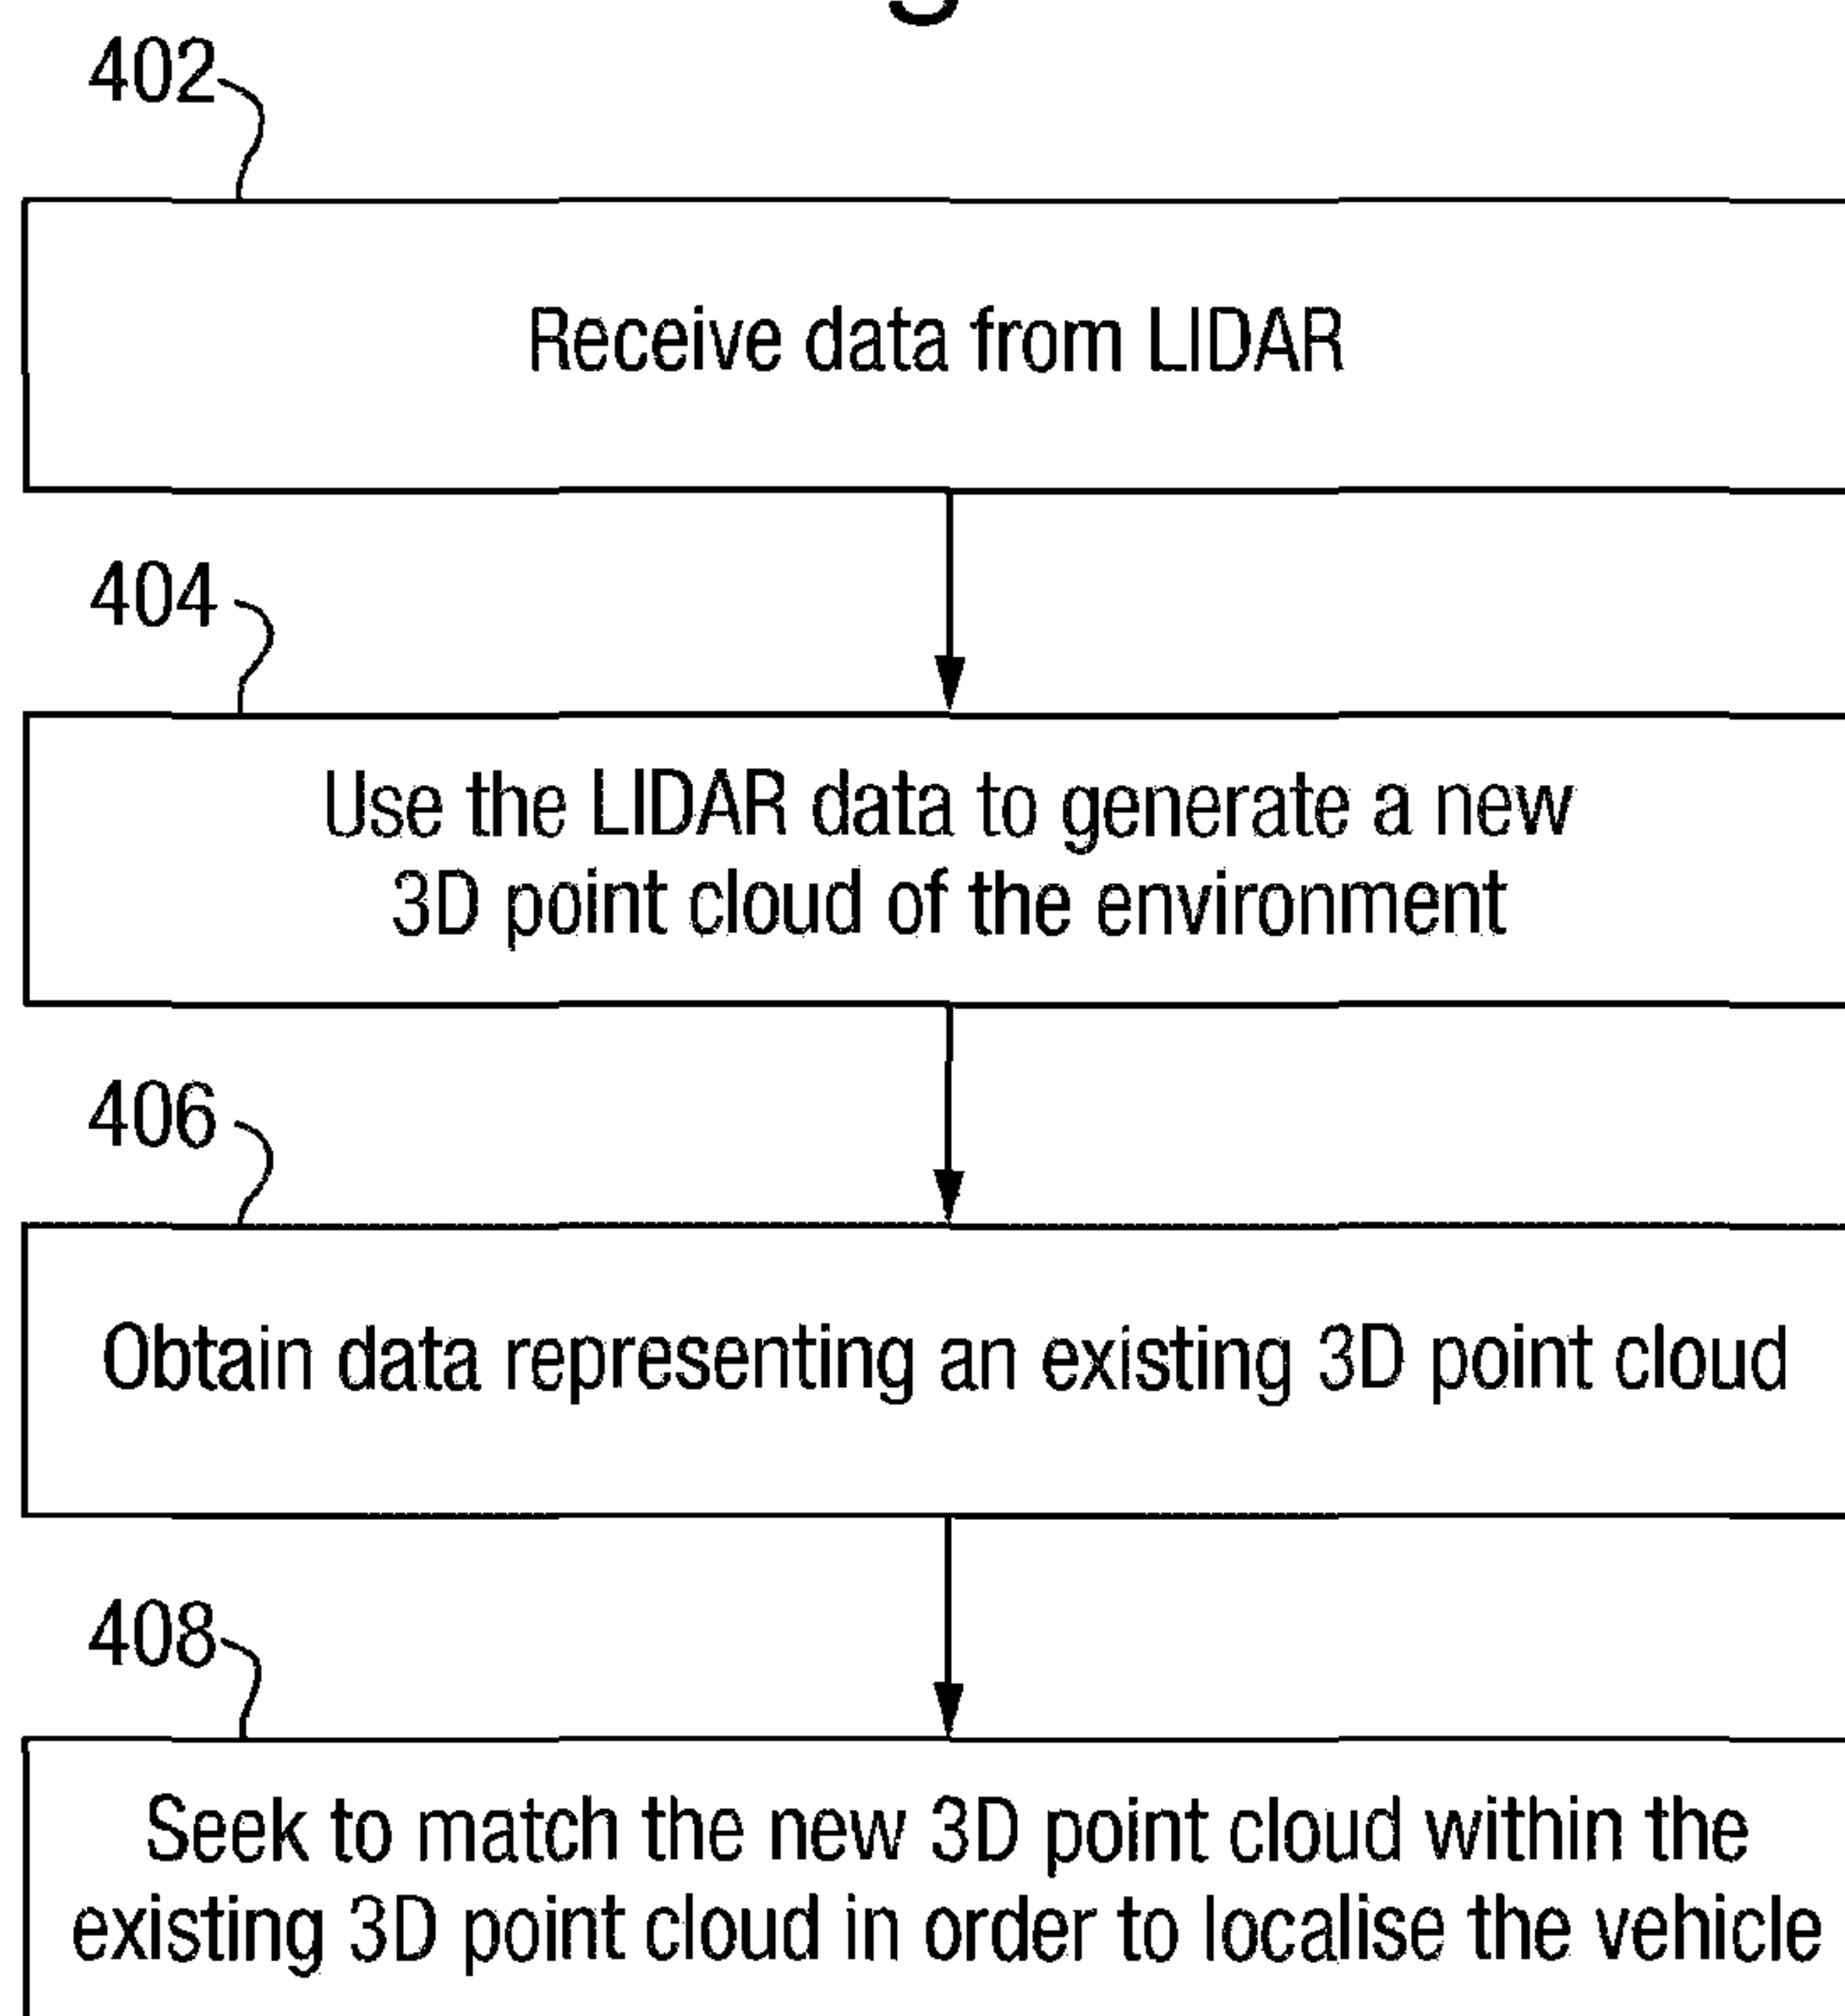 402
Receive data from LIDAR
404
Use the LIDAR data to generate a new
3D point cloud of the environment
406
Obtain data representing an existing 3D point cloud
408
Seek to match the new 3D point cloud within the
existing 3D point cloud in order to localise the vehicle